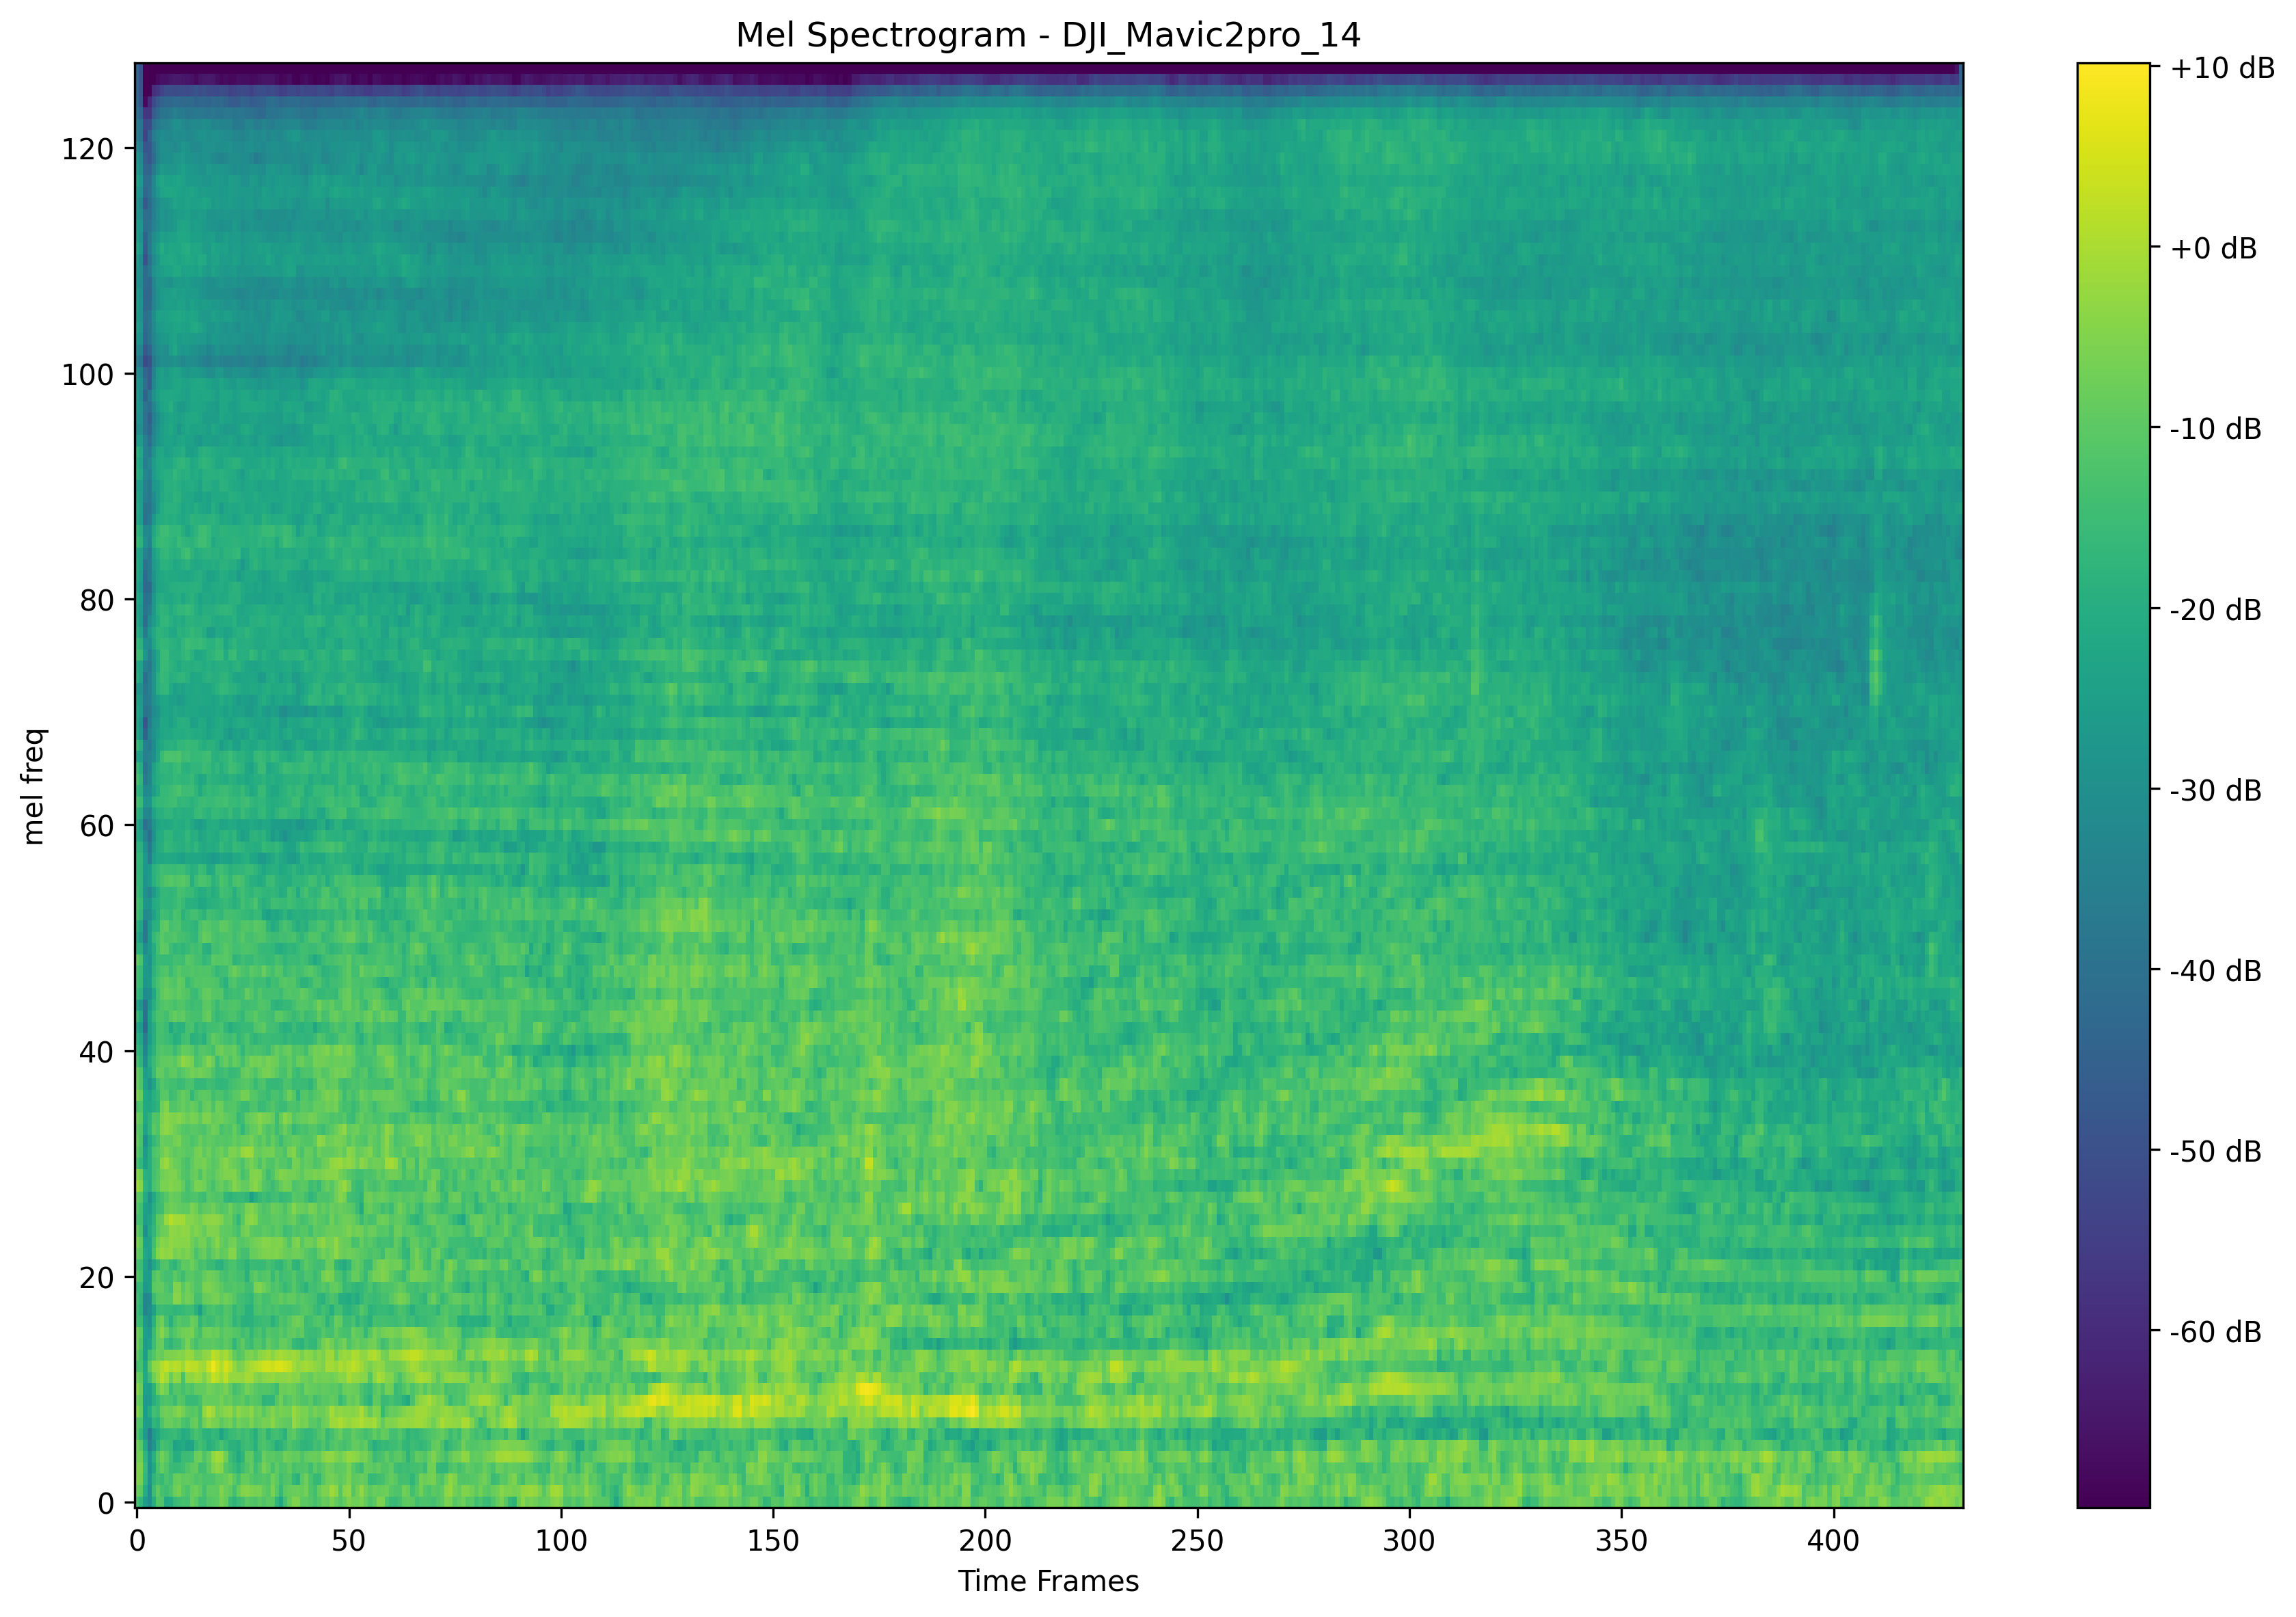 Mel Spectrogram - DJI_Mavic2pro_14
+10 dB
+0 dB
-10 dB
-20 dB
-30 dB
-40 dB
-50 dB
-60 dB
mel freq
120
100
80
60
40
20
0
0 50 100 150 200 250 300 350 400
Time Frames